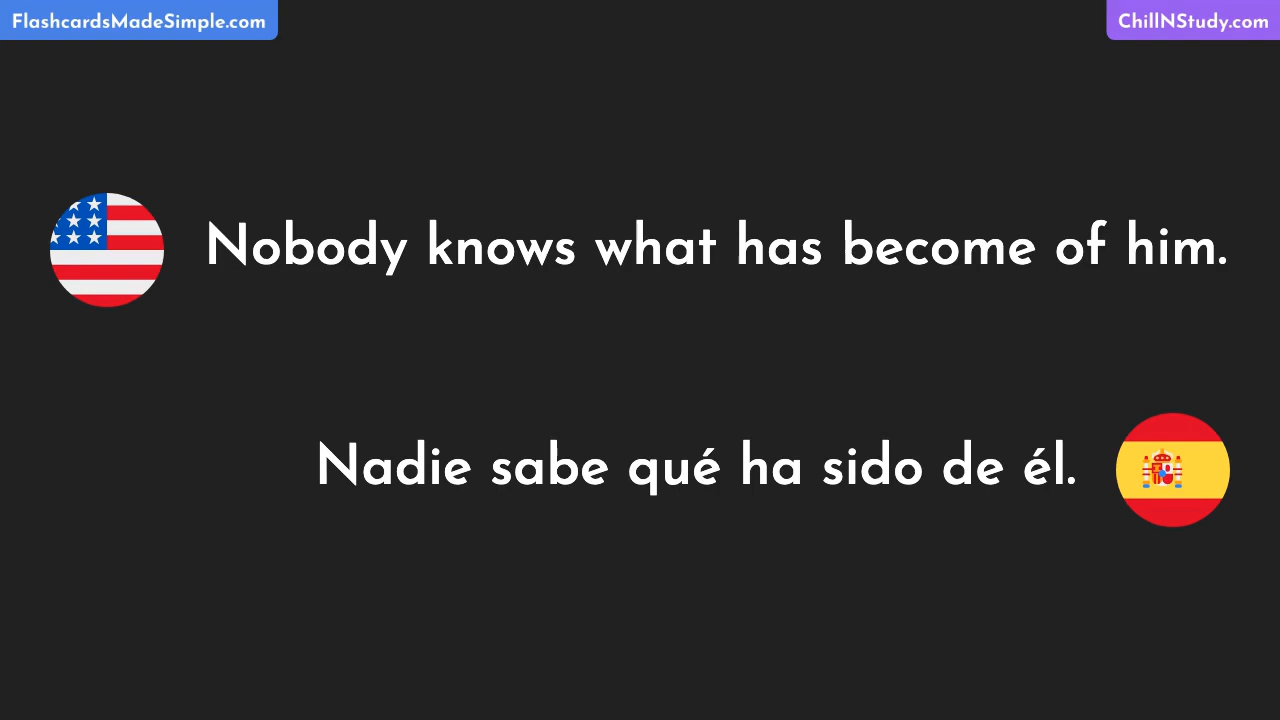 FlashcardsMadeSimple.com
ChillNStudy.com
Nobody knows what has become of him.
Nadie sabe qué ha sido de él.